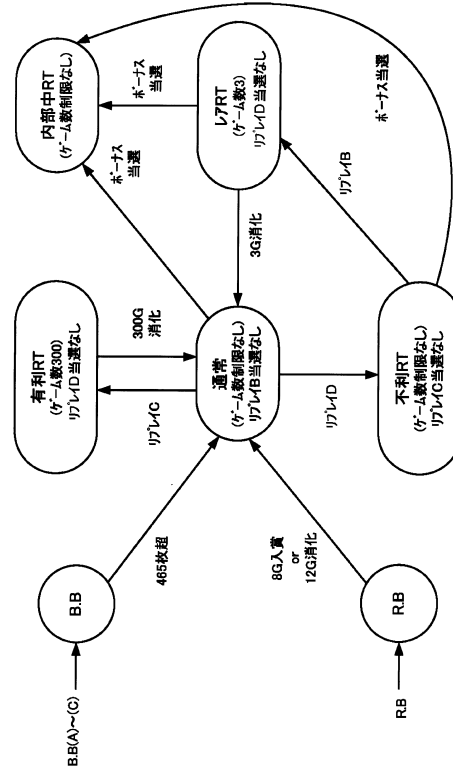 B.B(A)～(C)
B.B
465枚超
有利RT
(ゲーム数300)
リプレイD当選なし
300G
消化
リプレイC
内部中RT
(ゲーム数制限なし)
ボーナス
当選
ボーナス
当選
通常
(ゲーム数制限なし)
リプレイB当選なし
3G消化
レアRT
(ゲーム数3)
リプレイD当選なし
R.B
R.B
8G入賞
or
12G消化
リプレイD
不利RT
(ゲーム数制限なし)
リプレイC当選なし
リプレイB
ボーナス当選